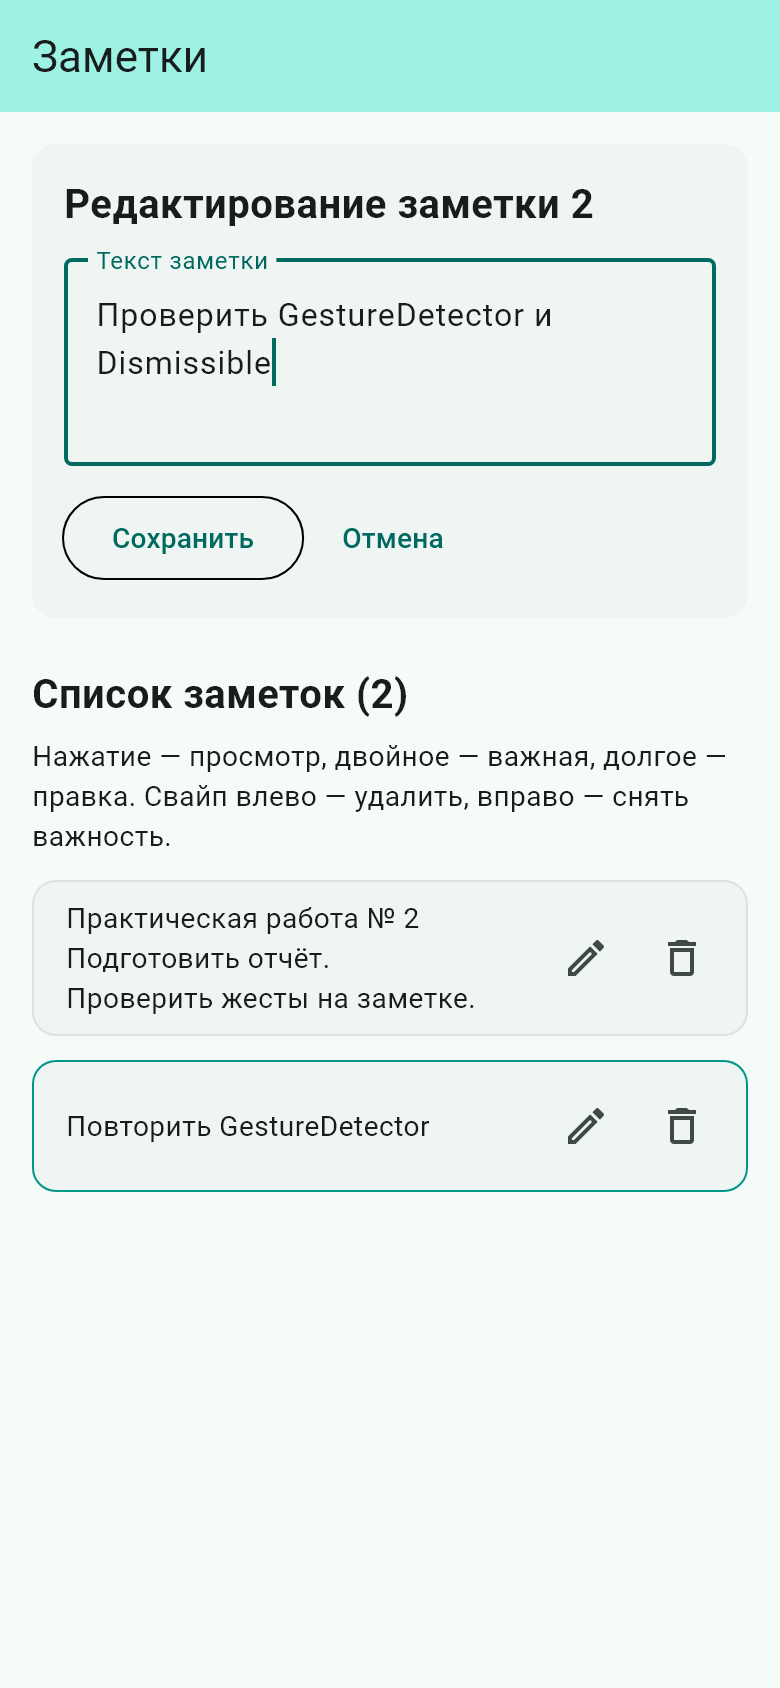 Заметки
Редактирование заметки 2
Текст заметки
Проверить GestureDetector и
Dismissible
Сохранить
Отмена
Список заметок (2)
Нажатие — просмотр, двойное — важная, долгое —
правка. Свайп влево — удалить, вправо — снять
важность.
Практическая работа № 2
Подготовить отчёт.
Проверить жесты на заметке.
Повторить GestureDetector